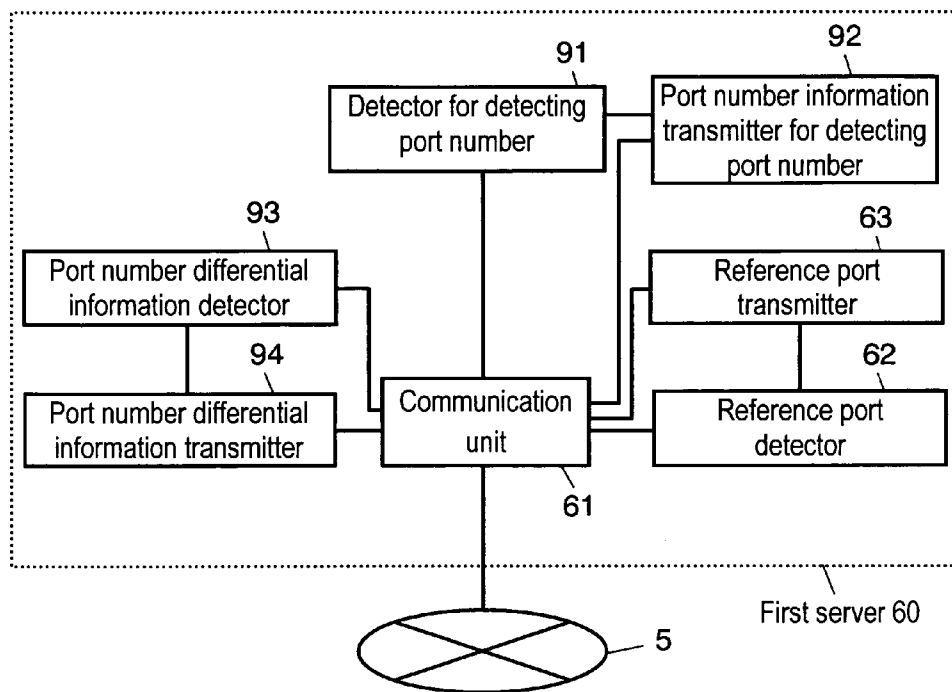 91
92
Detector for detecting
port number
Port number information
transmitter for detecting
port number
93
63
Port number differential
information detector
Reference port
transmitter
94
62
Port number differential
information transmitter
Communication
unit
Reference port
detector
61
First server 60
5